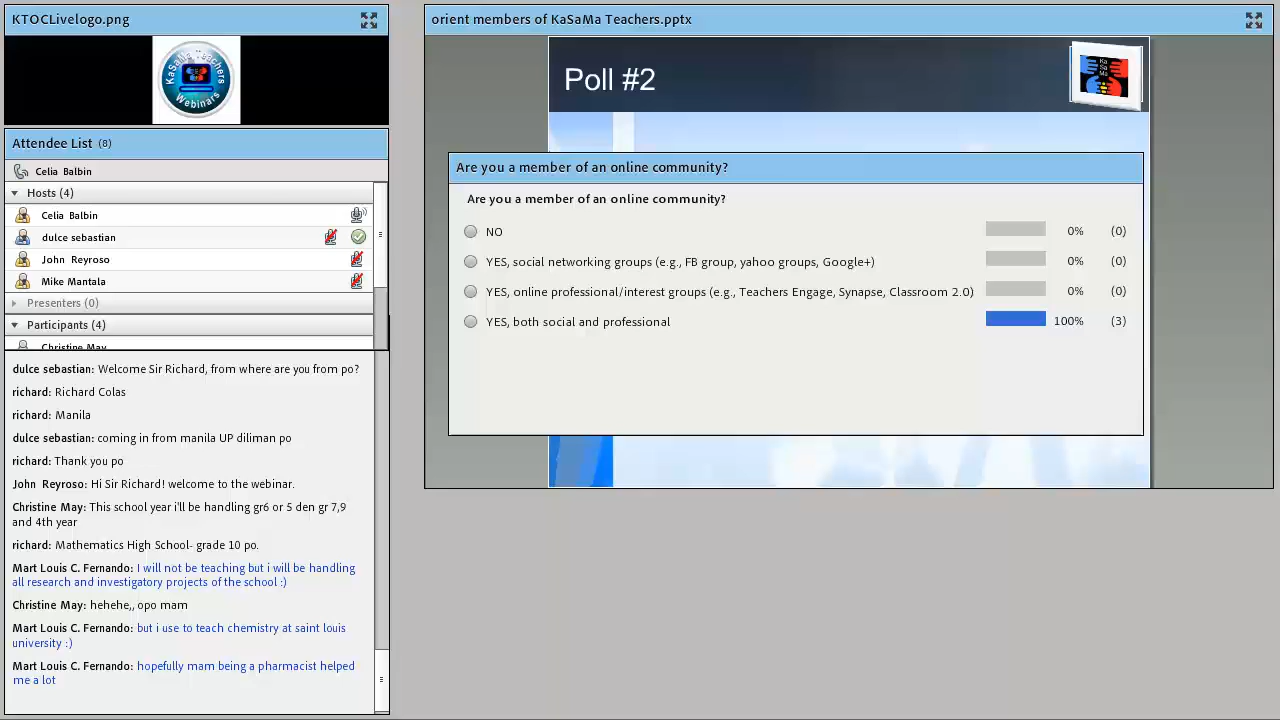 KTOCLivelogo.png
KaSaMa Teachers
Webinars
Attendee List (8)
Celia Balbin
Hosts (4)
Celia Balbin
dulce sebastian
John Reyroso
Mike Mantala
Presenters (0)
Participants (4)
Christine May
dulce sebastian: Welcome Sir Richard, from where are you from po?
richard: Richard Colas
richard: Manila
dulce sebastian: coming in from manila UP diliman po
richard: Thank you po
John Reyroso: Hi Sir Richard! welcome to the webinar.
Christine May: This school year i'll be handling gr6 or 5 den gr 7,9
and 4th year
richard: Mathematics High School- grade 10 po.
Mart Louis C. Fernando: I will not be teaching but i will be handling
all research and investigatory projects of the school :)
Christine May: hehehe,, opo mam
Mart Louis C. Fernando: but i use to teach chemistry at saint louis
university :)
Mart Louis C. Fernando: hopefully mam being a pharmacist helped
me a lot
orient members of KaSaMa Teachers.pptx
Poll #2
Ka
Sa
Ma
Are you a member of an online community?
Are you a member of an online community?
NO 0% (0)
YES, social networking groups (e.g., FB group, yahoo groups, Google+) 0% (0)
YES, online professional/interest groups (e.g., Teachers Engage, Synapse, Classroom 2.0) 0% (0)
YES, both social and professional 100% (3)